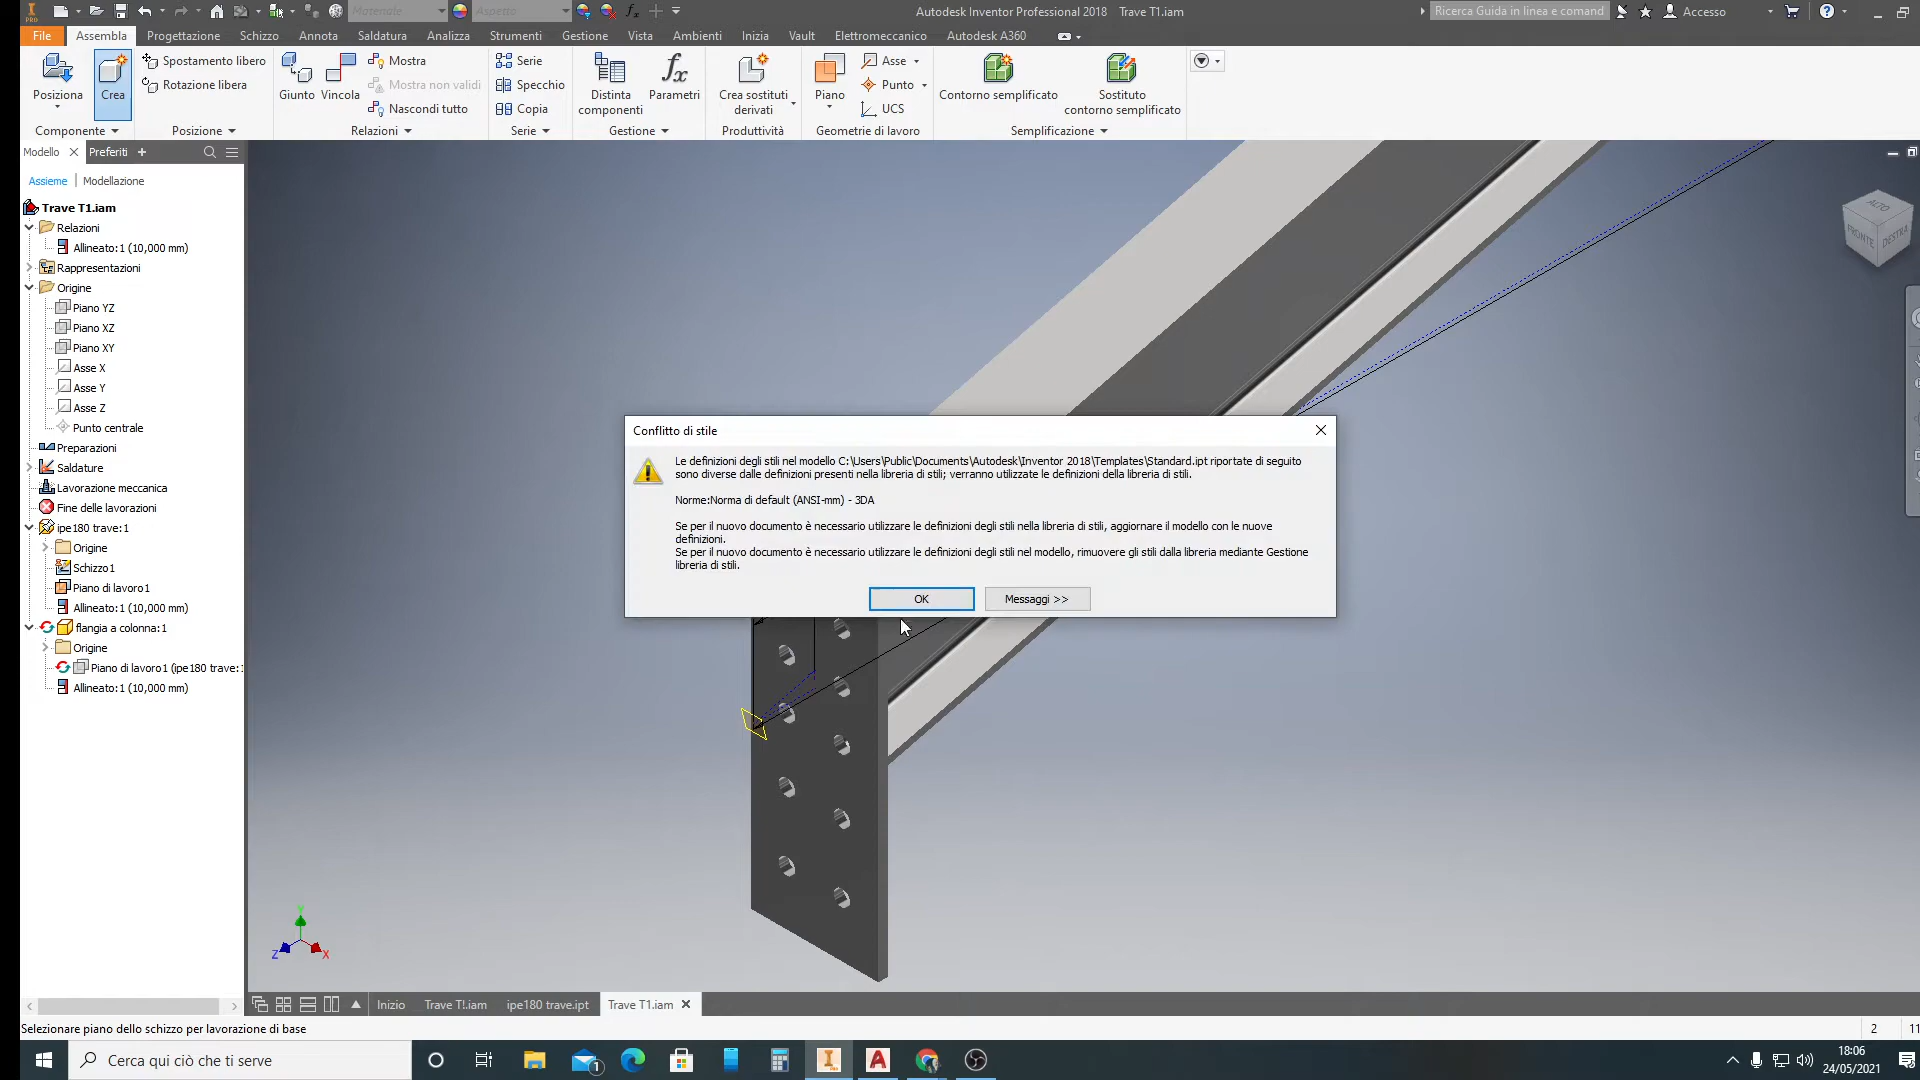 Materiale
Aspetto
Autodesk Inventor Professional 2018 Trave T1.iam
Ricerca Guida in linea e comand
Accesso
PRO
File
Assembla
Progettazione
Schizzo
Annota
Saldatura
Analizza
Strumenti
Gestione
Vista
Ambienti
Inizia
Vault
Elettromeccanico
Autodesk A360
Posiziona
Crea
Spostamento libero
Rotazione libera
Giunto
Vincola
Mostra
Mostra non validi
Nascondi tutto
Serie
Specchio
Copia
Distinta
componenti
Parametri
Crea sostituti
derivati
Piano
Asse
Punto
UCS
Contorno semplificato
Sostituto
contorno semplificato
Componente
Posizione
Relazioni
Serie
Gestione
Produttività
Geometrie di lavoro
Semplificazione
Modello
Preferiti
Assieme
Modellazione
Trave T1.iam
Relazioni
Allineato:1 (10,000 mm)
Rappresentazioni
Origine
Piano YZ
Piano XZ
Piano XY
Asse X
Asse Y
Asse Z
Punto centrale
Preparazioni
Saldature
Lavorazione meccanica
Fine delle lavorazioni
ipe180 trave:1
Origine
Schizzo1
Piano di lavoro1
Allineato:1 (10,000 mm)
flangia a colonna:1
Origine
Piano di lavoro1 (ipe180 trave:
Allineato:1 (10,000 mm)
ALTO
FRONTE
DESTRA
Conflitto di stile
Le definizioni degli stili nel modello C:\Users\Public\Documents\Autodesk\Inventor 2018\Templates\Standard.ipt riportate di seguito
sono diverse dalle definizioni presenti nella libreria di stili; verranno utilizzate le definizioni della libreria di stili.
Norme:Norma di default (ANSI-mm) - 3DA
Se per il nuovo documento è necessario utilizzare le definizioni degli stili nella libreria di stili, aggiornare il modello con le nuove
definizioni.
Se per il nuovo documento è necessario utilizzare le definizioni degli stili nel modello, rimuovere gli stili dalla libreria mediante Gestione
libreria di stili.
OK
Messaggi >>
Y
Z
X
Inizio
Trave T!.iam
ipe180 trave.ipt
Trave T1.iam
Selezionare piano dello schizzo per lavorazione di base
2
11
Cerca qui ciò che ti serve
1
18:06
24/05/2021